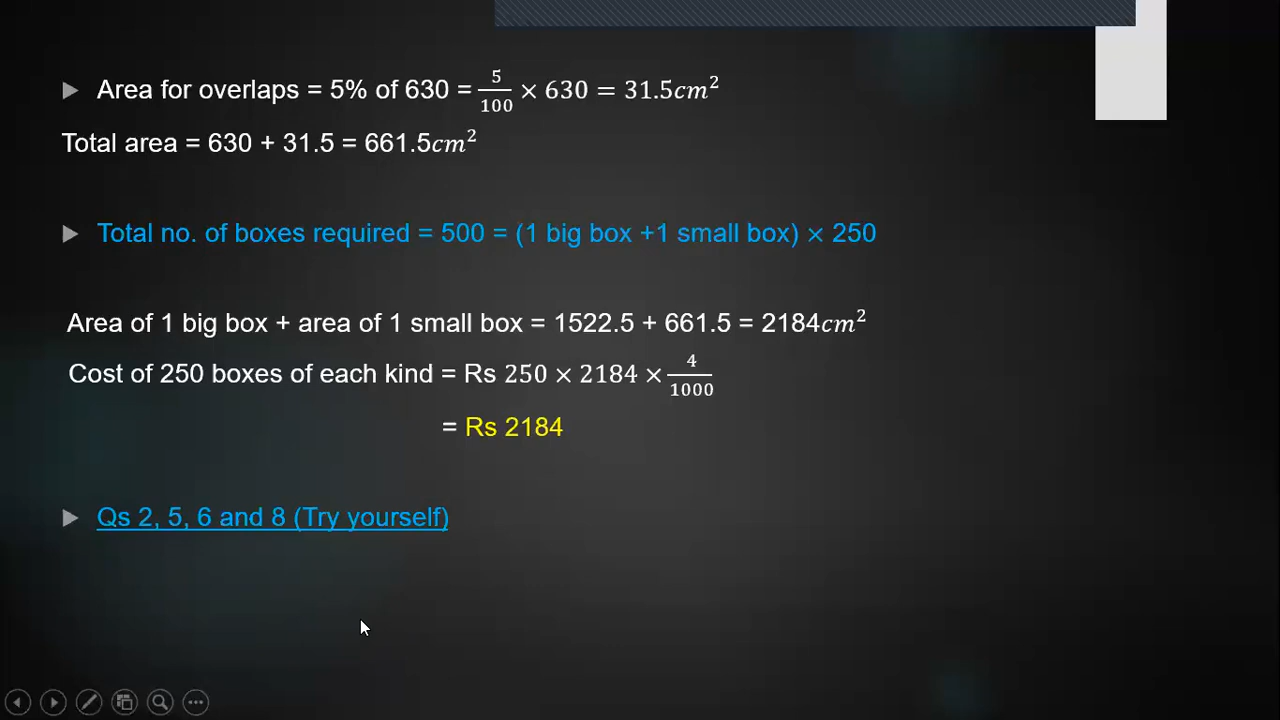 Area for overlaps = 5% of 630 = 5/100 × 630 = 31.5cm²
Total area = 630 + 31.5 = 661.5cm²
Total no. of boxes required = 500 = (1 big box +1 small box) × 250
Area of 1 big box + area of 1 small box = 1522.5 + 661.5 = 2184cm²
Cost of 250 boxes of each kind = Rs 250 × 2184 × 4/1000
= Rs 2184
Qs 2, 5, 6 and 8 (Try yourself)